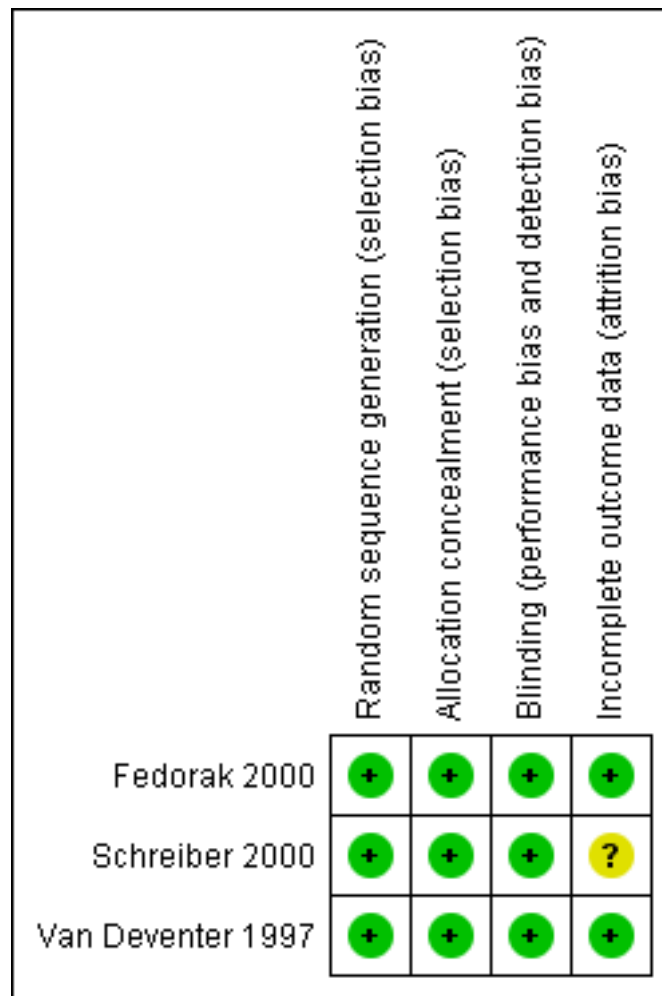 Random sequence generation (selection bias)
Allocation concealment (selection bias)
Blinding (performance bias and detection bias)
Incomplete outcome data (attrition bias)
Fedorak 2000 + + + +
Schreiber 2000 + + + ?
Van Deventer 1997 + + + +